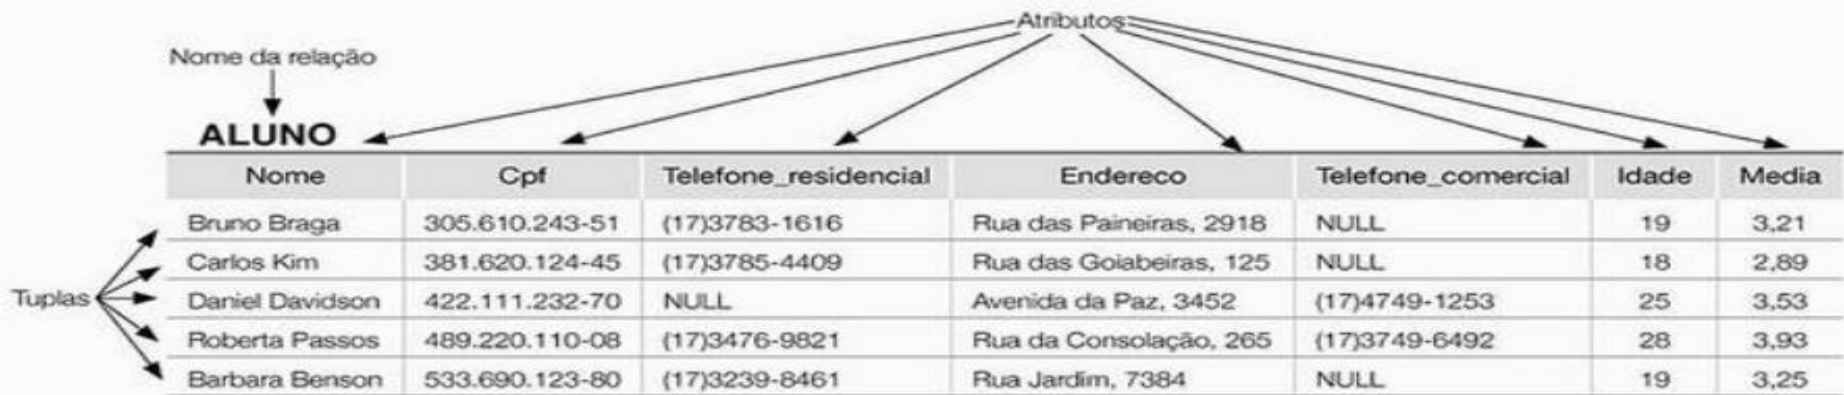 Atributos
Nome da relação
ALUNO
Nome Cpf Telefone_residencial Endereco Telefone_comercial Idade Media
Bruno Braga 305.610.243-51 (17)3783-1616 Rua das Paineiras, 2918 NULL 19 3,21
Carlos Kim 381.620.124-45 (17)3785-4409 Rua das Goiabeiras, 125 NULL 18 2,89
Tuplas Daniel Davidson 422.111.232-70 NULL Avenida da Paz, 3452 (17)4749-1253 25 3,53
Roberta Passos 489.220.110-08 (17)3476-9821 Rua da Consolação, 265 (17)3749-6492 28 3,93
Barbara Benson 533.690.123-80 (17)3239-8461 Rua Jardim, 7384 NULL 19 3,25